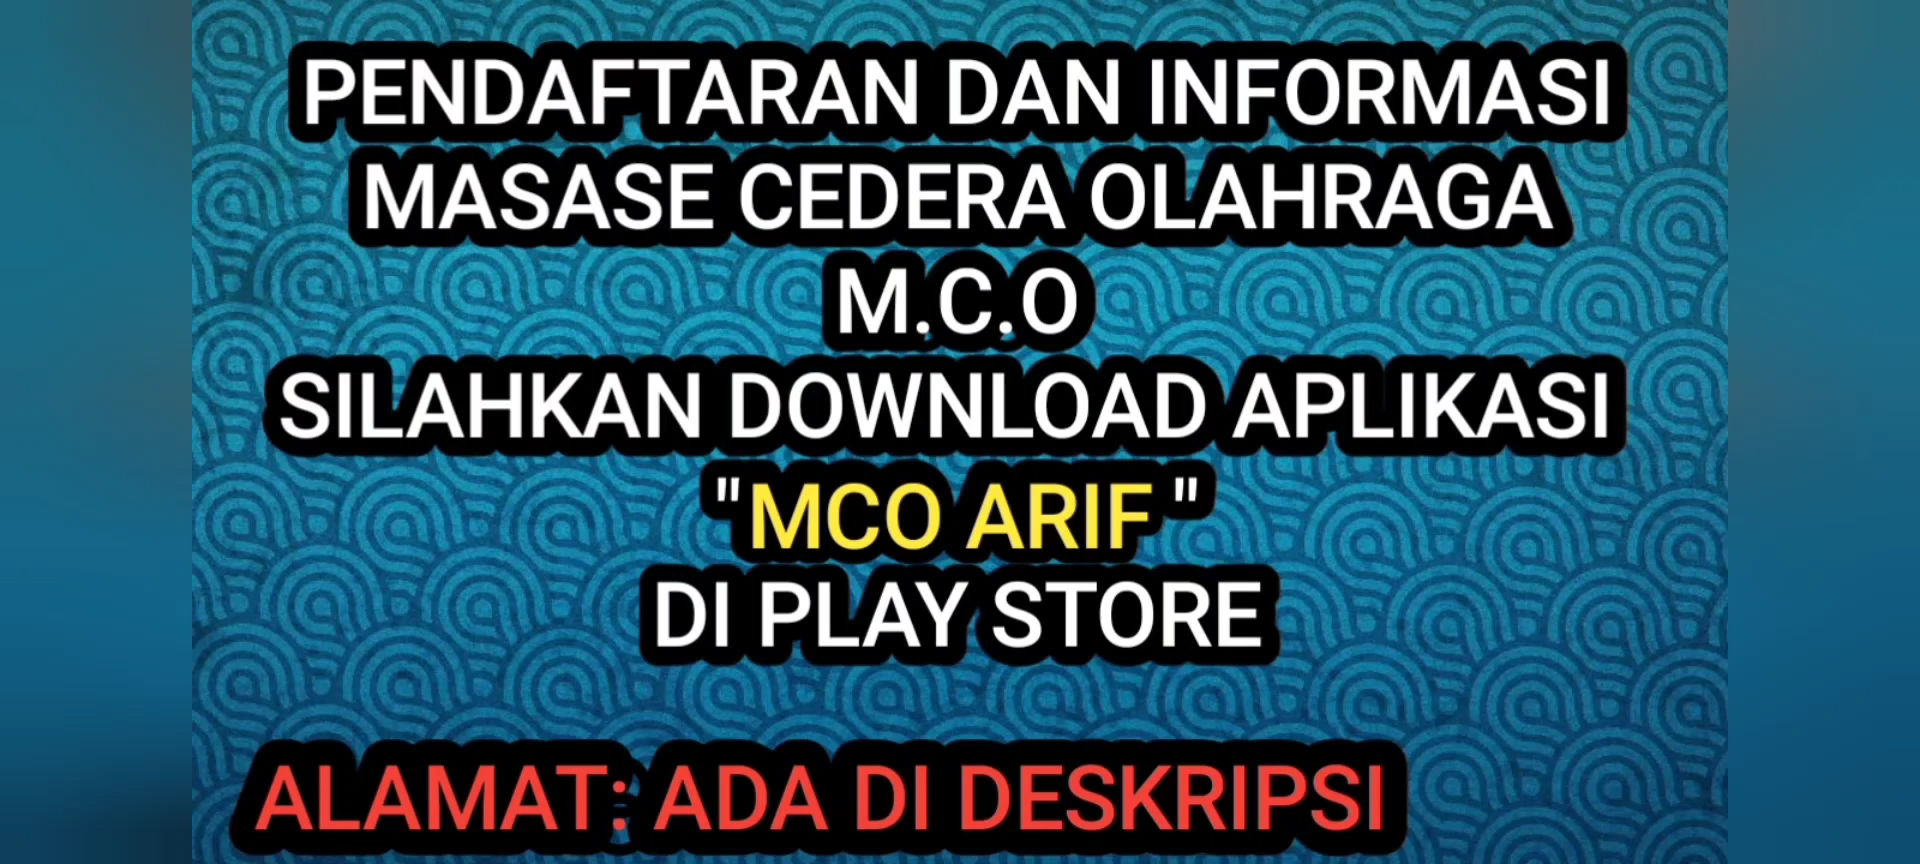 PENDAFTARAN DAN INFORMASI
MASASE CEDERA OLAHRAGA
M.C.O
SILAHKAN DOWNLOAD APLIKASI
"MCO ARIF "
DI PLAY STORE
ALAMAT: ADA DI DESKRIPSI